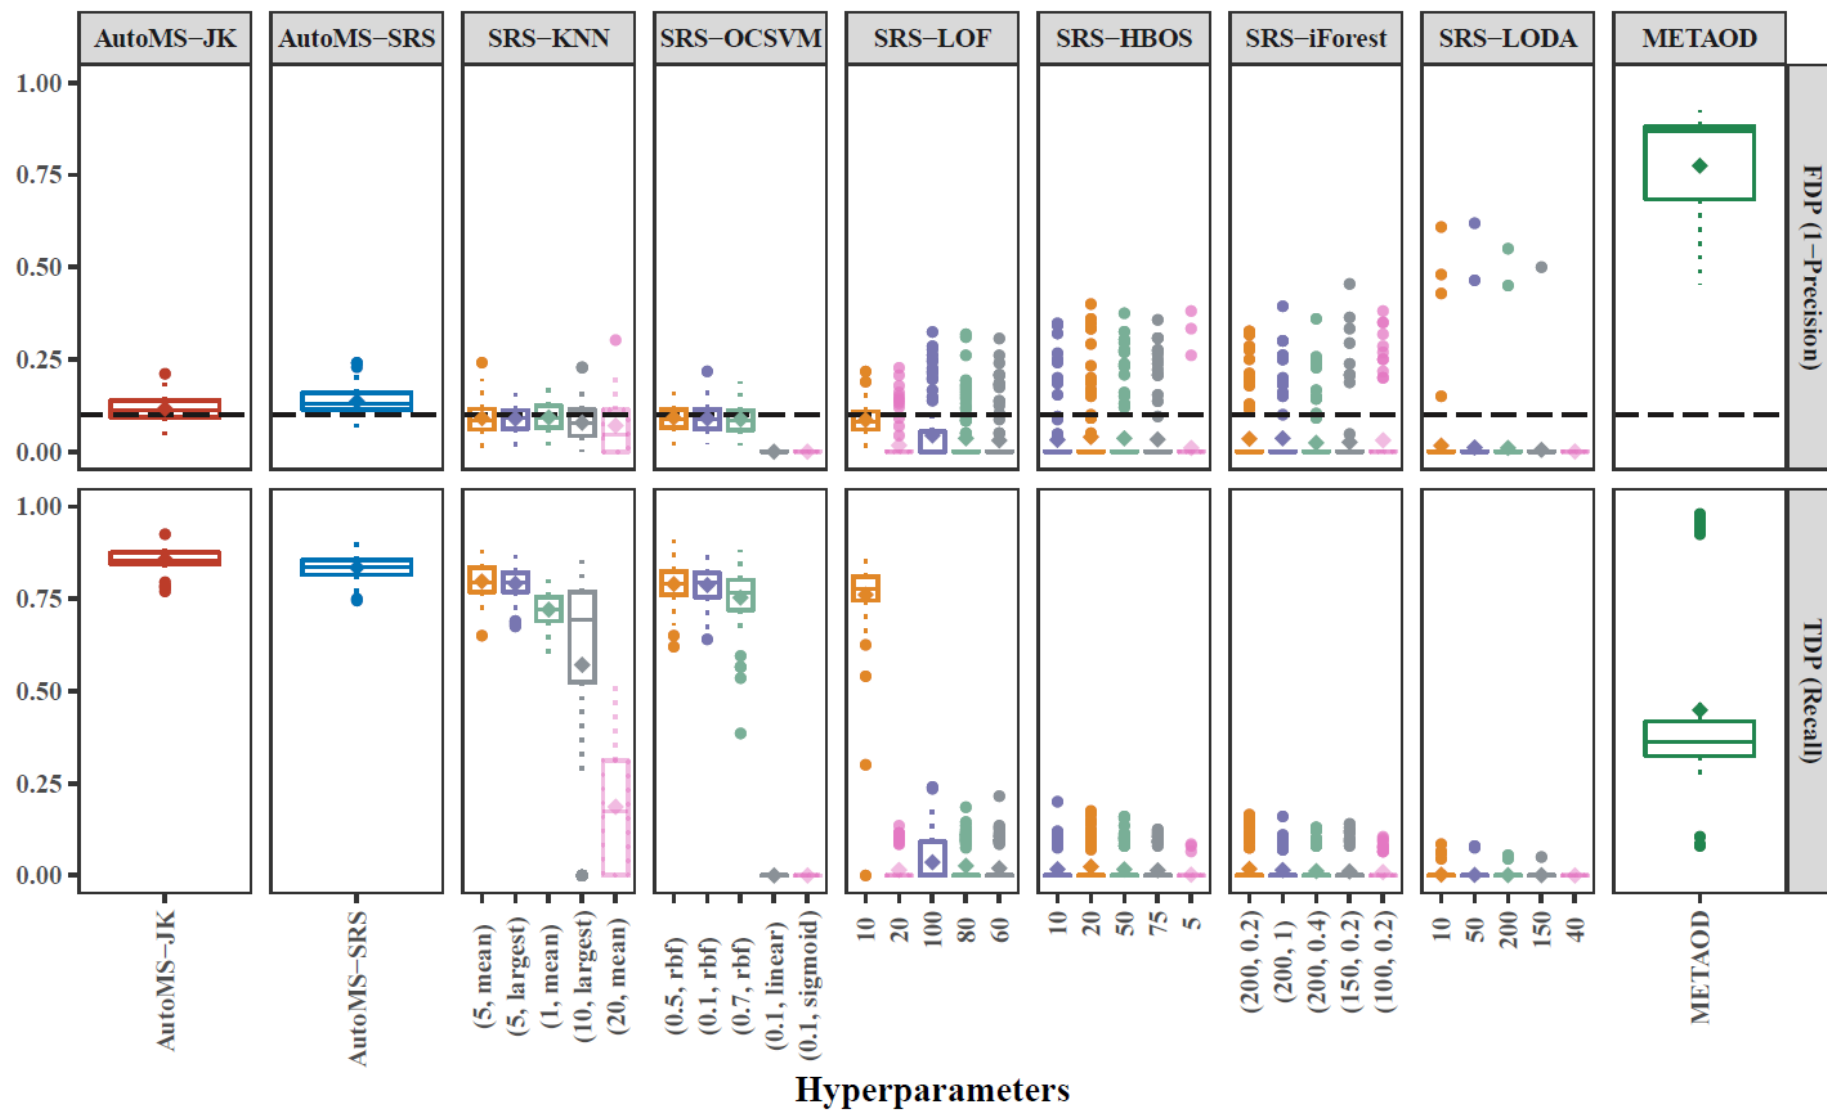 AutoMS−JK AutoMS−SRS SRS−KNN SRS−OCSVM SRS−LOF SRS−HBOS SRS−iForest SRS−LODA METAOD
1.00
0.75
0.50
0.25
0.00
FDP (1−Precision)
1.00
0.75
0.50
0.25
0.00
TDP (Recall)
AutoMS−JK
AutoMS−SRS
(5, mean)
(5, largest)
(1, mean)
(10, largest)
(20, mean)
(0.5, rbf)
(0.1, rbf)
(0.7, rbf)
(0.1, linear)
(0.1, sigmoid)
10
20
100
80
60
10
20
50
75
5
(200, 0.2)
(200, 1)
(200, 0.4)
(150, 0.2)
(100, 0.2)
10
50
200
150
40
METAOD
Hyperparameters